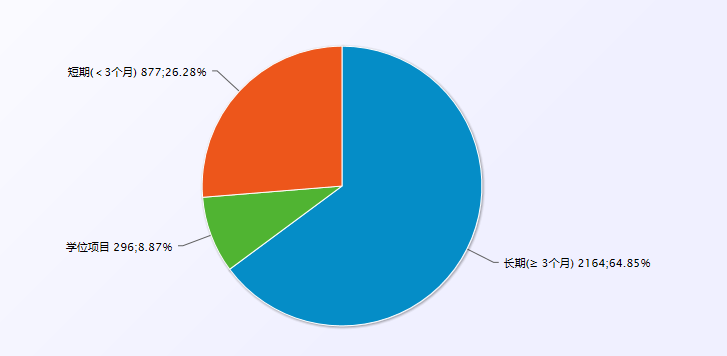 短期(<3个月) 877;26.28%
学位项目 296;8.87%
长期(≥ 3个月) 2164;64.85%